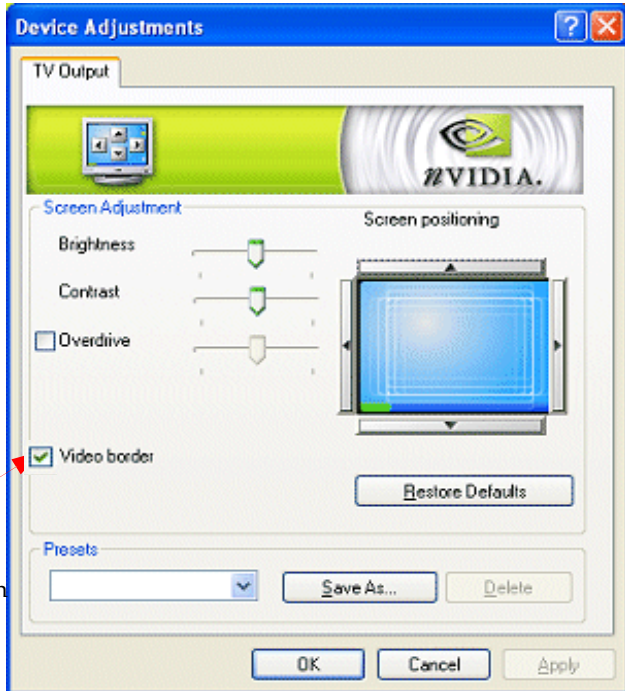 Device Adjustments
TV Output
NVIDIA.
Screen Adjustment
Screen positioning
Brightness
Contrast
Overdrive
Video border
Restore Defaults
Presets
n
Save As...
Delete
OK
Cancel
Apply